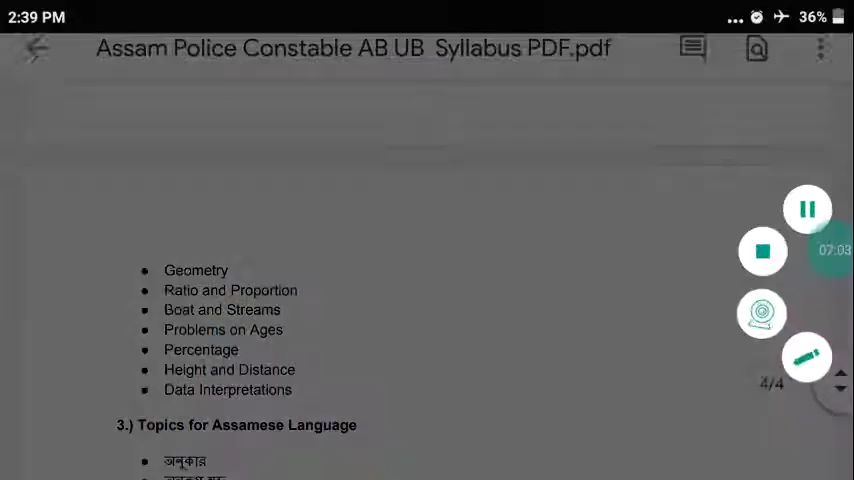 2:39 PM
36%
Assam Police Constable AB UB Syllabus PDF.pdf
07:03
• Geometry
• Ratio and Proportion
• Boat and Streams
• Problems on Ages
• Percentage
• Height and Distance
• Data Interpretations
4/4
3.) Topics for Assamese Language
• অনুকাৰ